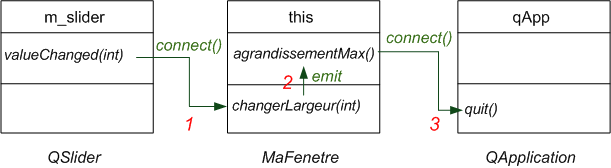 m_slider
this
qApp
valueChanged(int)
connect()
agrandissementMax()
connect()
2
emit
1
changerLargeur(int)
3
quit()
QSlider
MaFenetre
QApplication